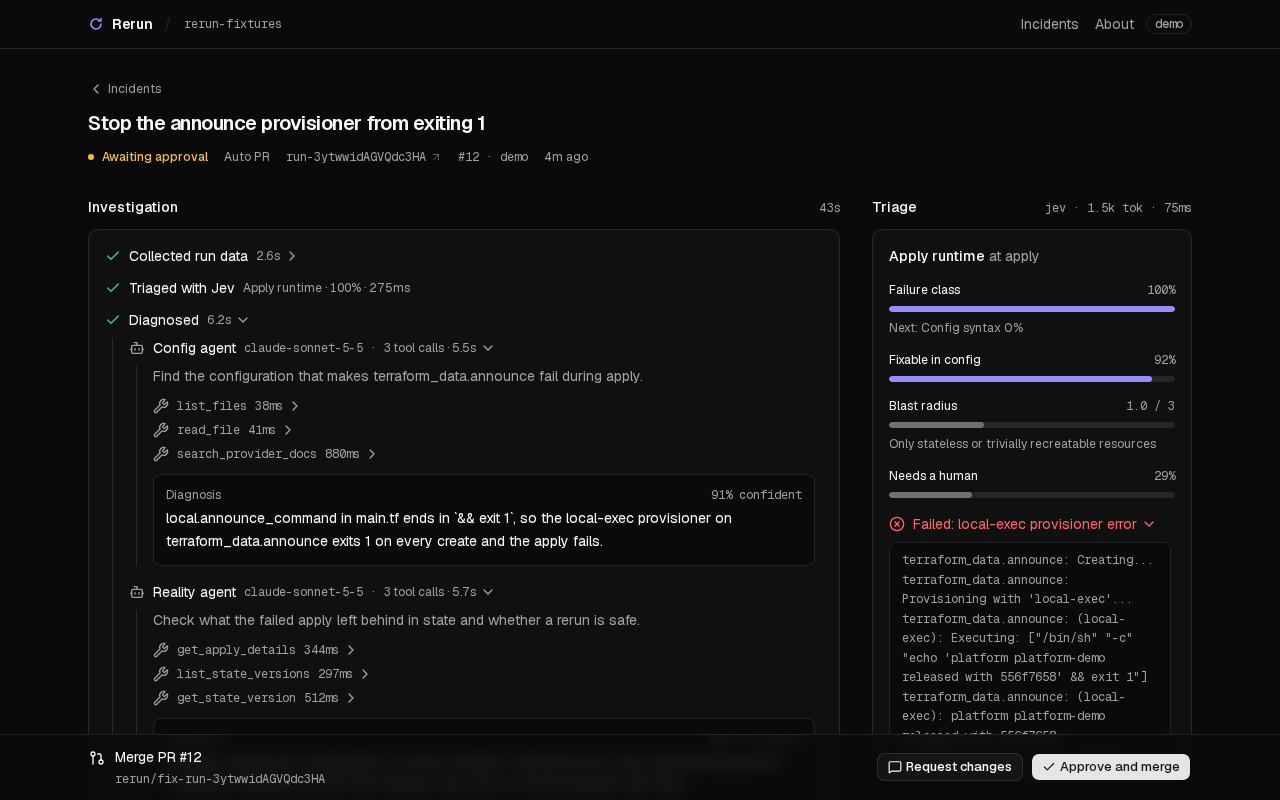 Rerun / rerun-fixtures
Incidents About demo
Incidents
Stop the announce provisioner from exiting 1
Awaiting approval Auto PR run-3ytwwidAGVQdc3HA ↗ #12 · demo 4m ago
Investigation 43s
Collected run data 2.6s
Triaged with Jev Apply runtime · 100% · 275ms
Diagnosed 6.2s
Config agent claude-sonnet-5-5 · 3 tool calls · 5.5s
Find the configuration that makes terraform_data.announce fail during apply.
list_files 38ms
read_file 41ms
search_provider_docs 880ms
Diagnosis 91% confident
local.announce_command in main.tf ends in `&& exit 1`, so the local-exec provisioner on
terraform_data.announce exits 1 on every create and the apply fails.
Reality agent claude-sonnet-5-5 · 3 tool calls · 5.7s
Check what the failed apply left behind in state and whether a rerun is safe.
get_apply_details 344ms
list_state_versions 297ms
get_state_version 512ms
Triage jev · 1.5k tok · 75ms
Apply runtime at apply
Failure class 100%
Next: Config syntax 0%
Fixable in config 92%
Blast radius 1.0 / 3
Only stateless or trivially recreatable resources
Needs a human 29%
Failed: local-exec provisioner error
terraform_data.announce: Creating...
terraform_data.announce:
Provisioning with 'local-exec'...
terraform_data.announce: (local-
exec): Executing: ["/bin/sh" "-c"
"echo 'platform platform-demo
released with 556f7658' && exit 1"]
terraform_data.announce: (local-
exec): platform platform-demo
released with 556f7658
Merge PR #12
rerun/fix-run-3ytwwidAGVQdc3HA
Request changes
Approve and merge